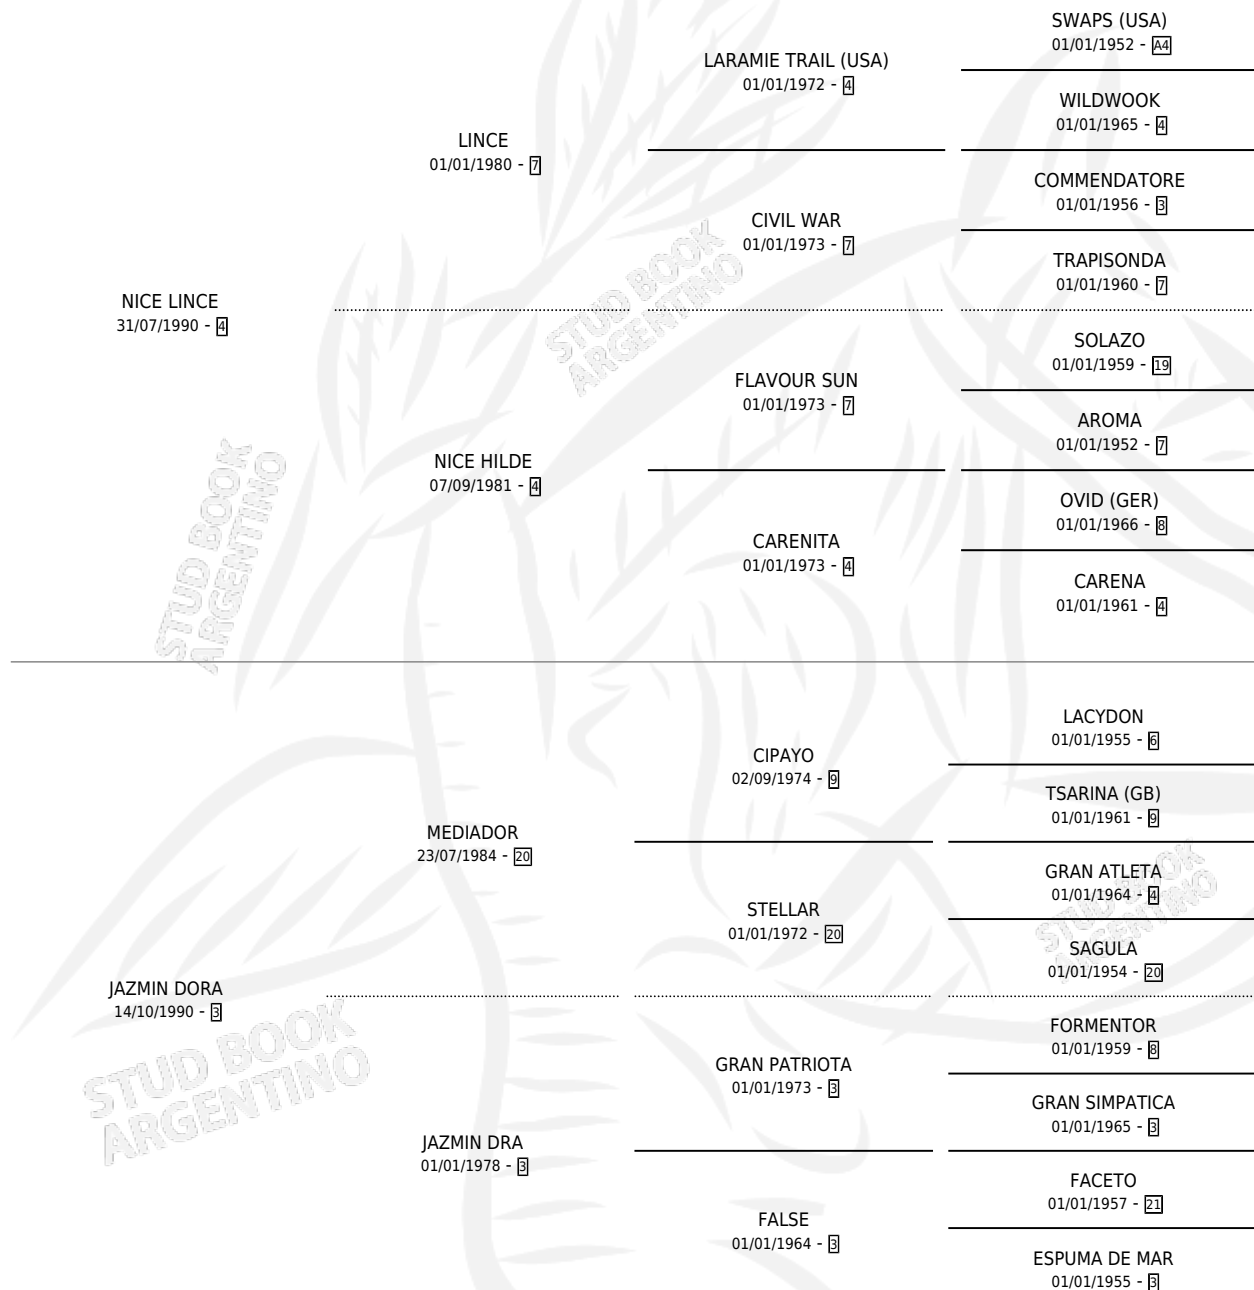 SWAPS (USA)
01/01/1952 - A4
LARAMIE TRAIL (USA)
01/01/1972 - 4
WILDWOOK
01/01/1965 - 4
LINCE
01/01/1980 - 7
COMMENDATORE
01/01/1956 - 3
CIVIL WAR
01/01/1973 - 7
TRAPISONDA
01/01/1960 - 7
NICE LINCE
31/07/1990 - 4
STUD BOOK
ARGENTINO
SOLAZO
01/01/1959 - 19
FLAVOUR SUN
01/01/1973 - 7
AROMA
01/01/1952 - 7
NICE HILDE
07/09/1981 - 4
OVID (GER)
01/01/1966 - 8
CARENITA
01/01/1973 - 4
CARENA
01/01/1961 - 4
STUD BOOK
ARGENTINO
LACYDON
01/01/1955 - 6
CIPAYO
02/09/1974 - 9
TSARINA (GB)
01/01/1961 - 9
MEDIADOR
23/07/1984 - 20
GRAN ATLETA
01/01/1964 - 4
STELLAR
01/01/1972 - 20
SAGULA
01/01/1954 - 20
STUD BOOK
ARGENTINO
JAZMIN DORA
14/10/1990 - 3
FORMENTOR
01/01/1959 - 8
GRAN PATRIOTA
01/01/1973 - 3
GRAN SIMPATICA
01/01/1965 - 3
STUD BOOK
ARGENTINO
JAZMIN DRA
01/01/1978 - 3
FACETO
01/01/1957 - 21
FALSE
01/01/1964 - 3
ESPUMA DE MAR
01/01/1955 - 3